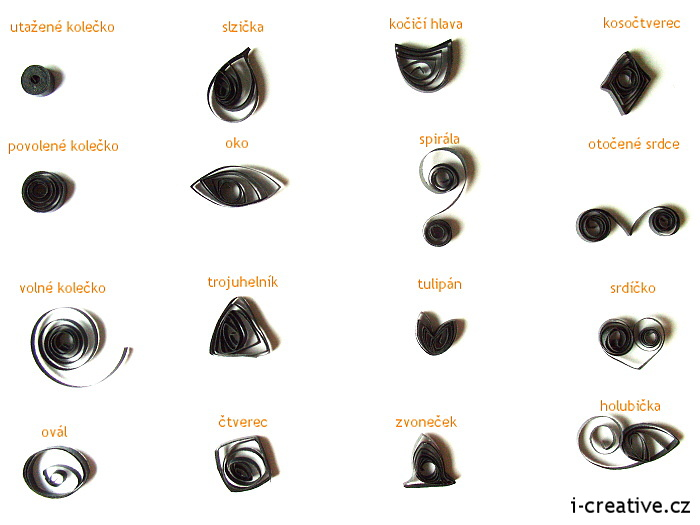 utažené kolečko
slzička
kočičí hlava
kosočtverec
povolené kolečko
oko
spirála
otočené srdce
volné kolečko
trojuhelník
tulipán
srdíčko
ovál
čtverec
zvoneček
holubička
i-creative.cz